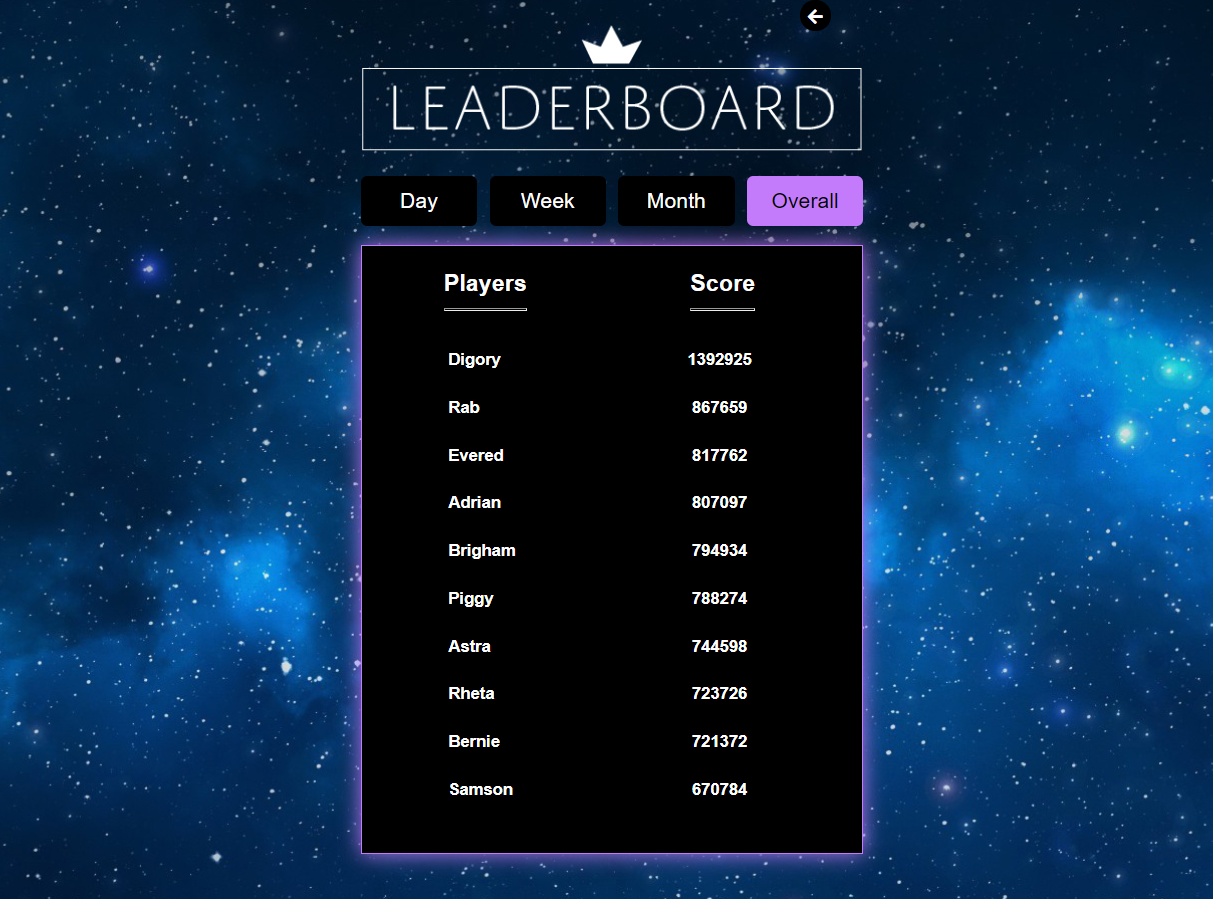 LEADERBOARD
Day Week Month Overall
Players Score
Digory 1392925
Rab 867659
Evered 817762
Adrian 807097
Brigham 794934
Piggy 788274
Astra 744598
Rheta 723726
Bernie 721372
Samson 670784